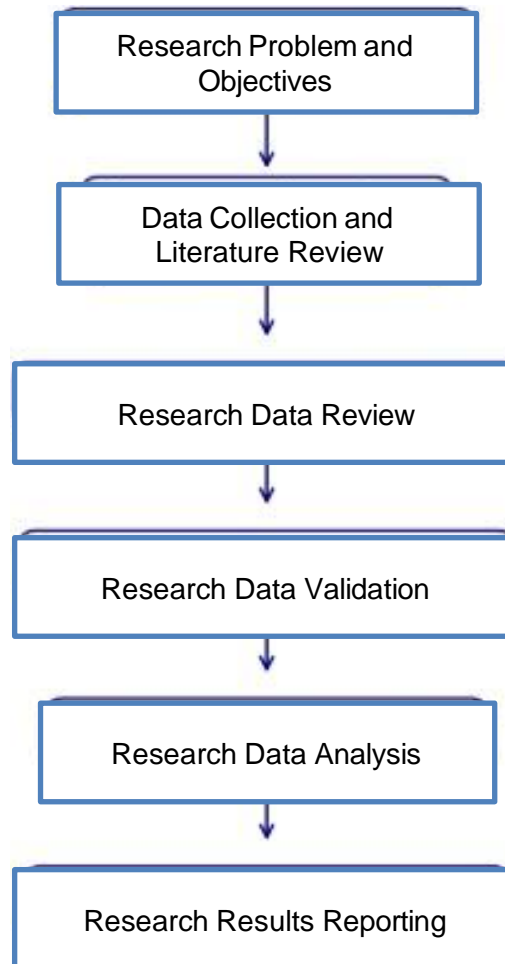 Research Problem and
Objectives
Data Collection and
Literature Review
Research Data Review
Research Data Validation
Research Data Analysis
Research Results Reporting